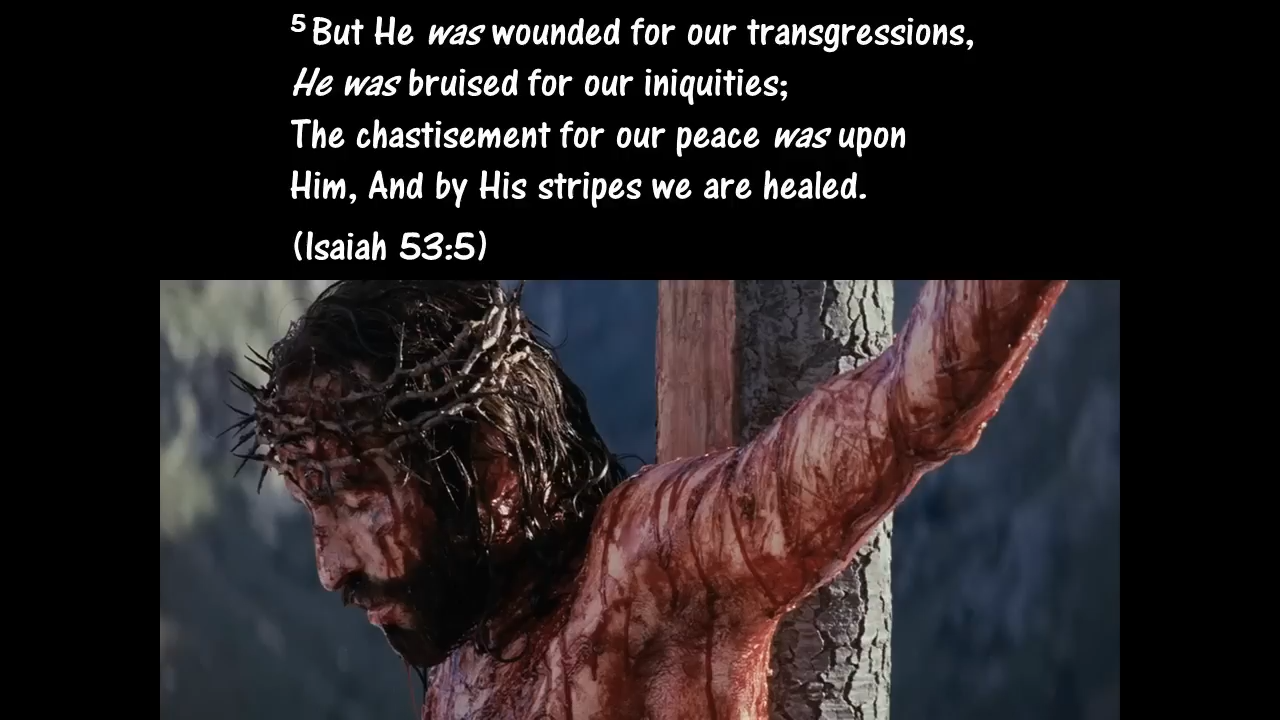 5 But He was wounded for our transgressions,
He was bruised for our iniquities;
The chastisement for our peace was upon
Him, And by His stripes we are healed.
(Isaiah 53:5)